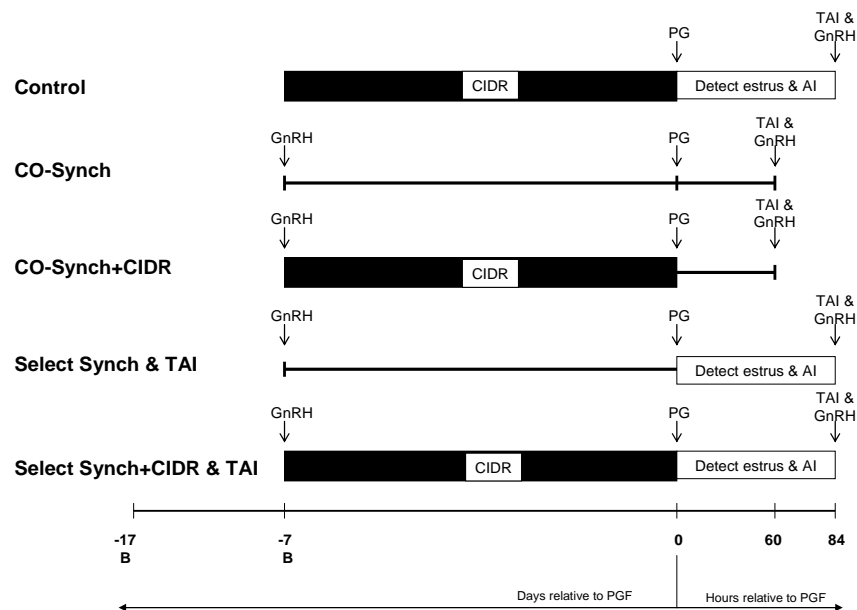 PG
TAI &
GnRH
Control
CIDR
Detect estrus & AI
GnRH
PG
TAI &
GnRH
CO-Synch
GnRH
PG
TAI &
GnRH
CO-Synch+CIDR
CIDR
GnRH
PG
TAI &
GnRH
Select Synch & TAI
Detect estrus & AI
GnRH
PG
TAI &
GnRH
Select Synch+CIDR & TAI
CIDR
Detect estrus & AI
-17 -7 0 60 84
B B
Days relative to PGF Hours relative to PGF